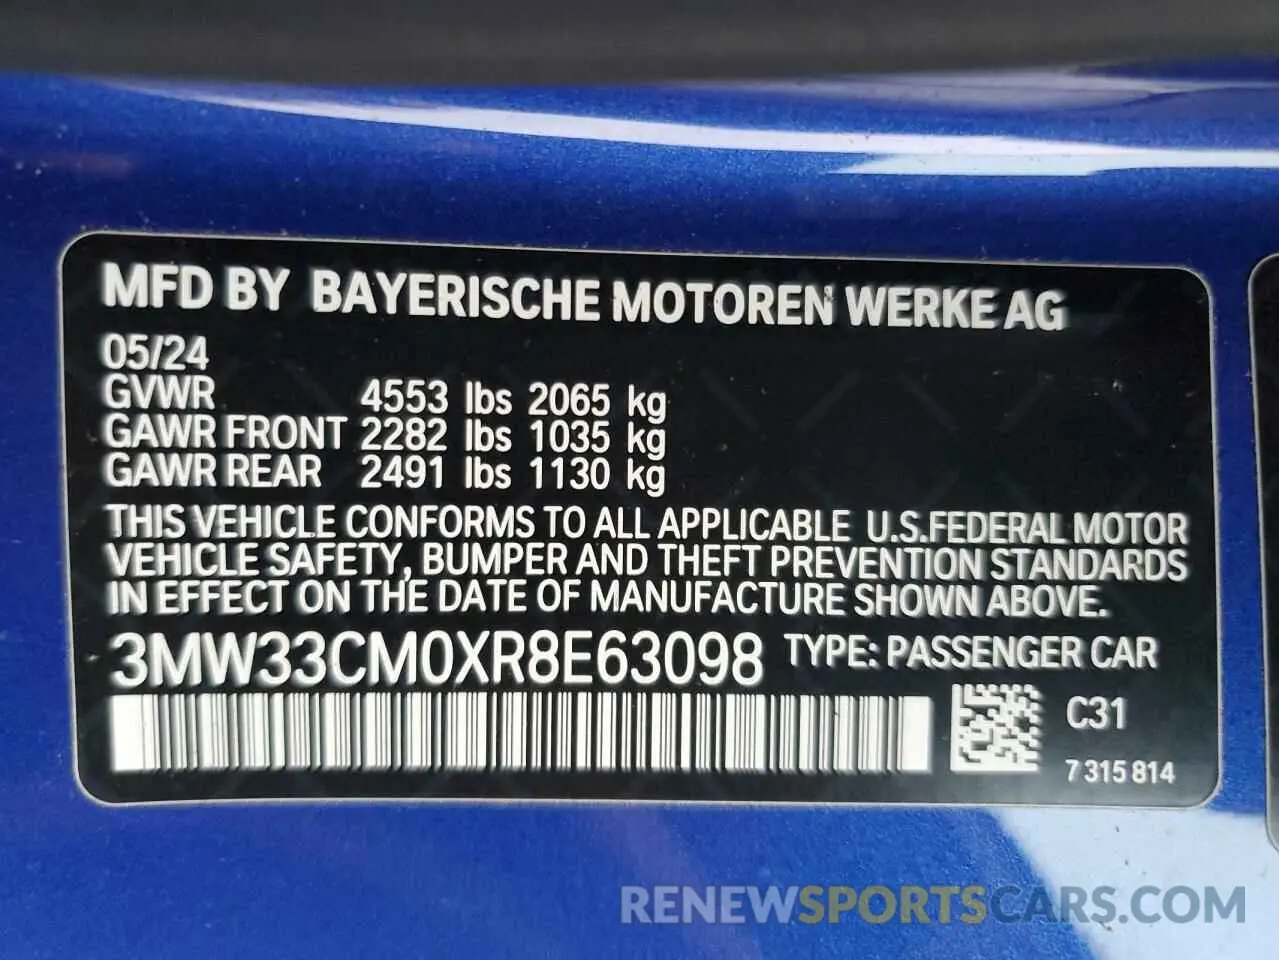 MFD BY BAYERISCHE MOTOREN WERKE AG
05/24
GVWR 4553 lbs 2065 kg
GAWR FRONT 2282 lbs 1035 kg
GAWR REAR 2491 lbs 1130 kg
THIS VEHICLE CONFORMS TO ALL APPLICABLE U.S.FEDERAL MOTOR
VEHICLE SAFETY, BUMPER AND THEFT PREVENTION STANDARDS
IN EFFECT ON THE DATE OF MANUFACTURE SHOWN ABOVE.
3MW33CM0XR8E63098 TYPE: PASSENGER CAR
C31
7 315 814
RENEWSPORTSCARS.COM